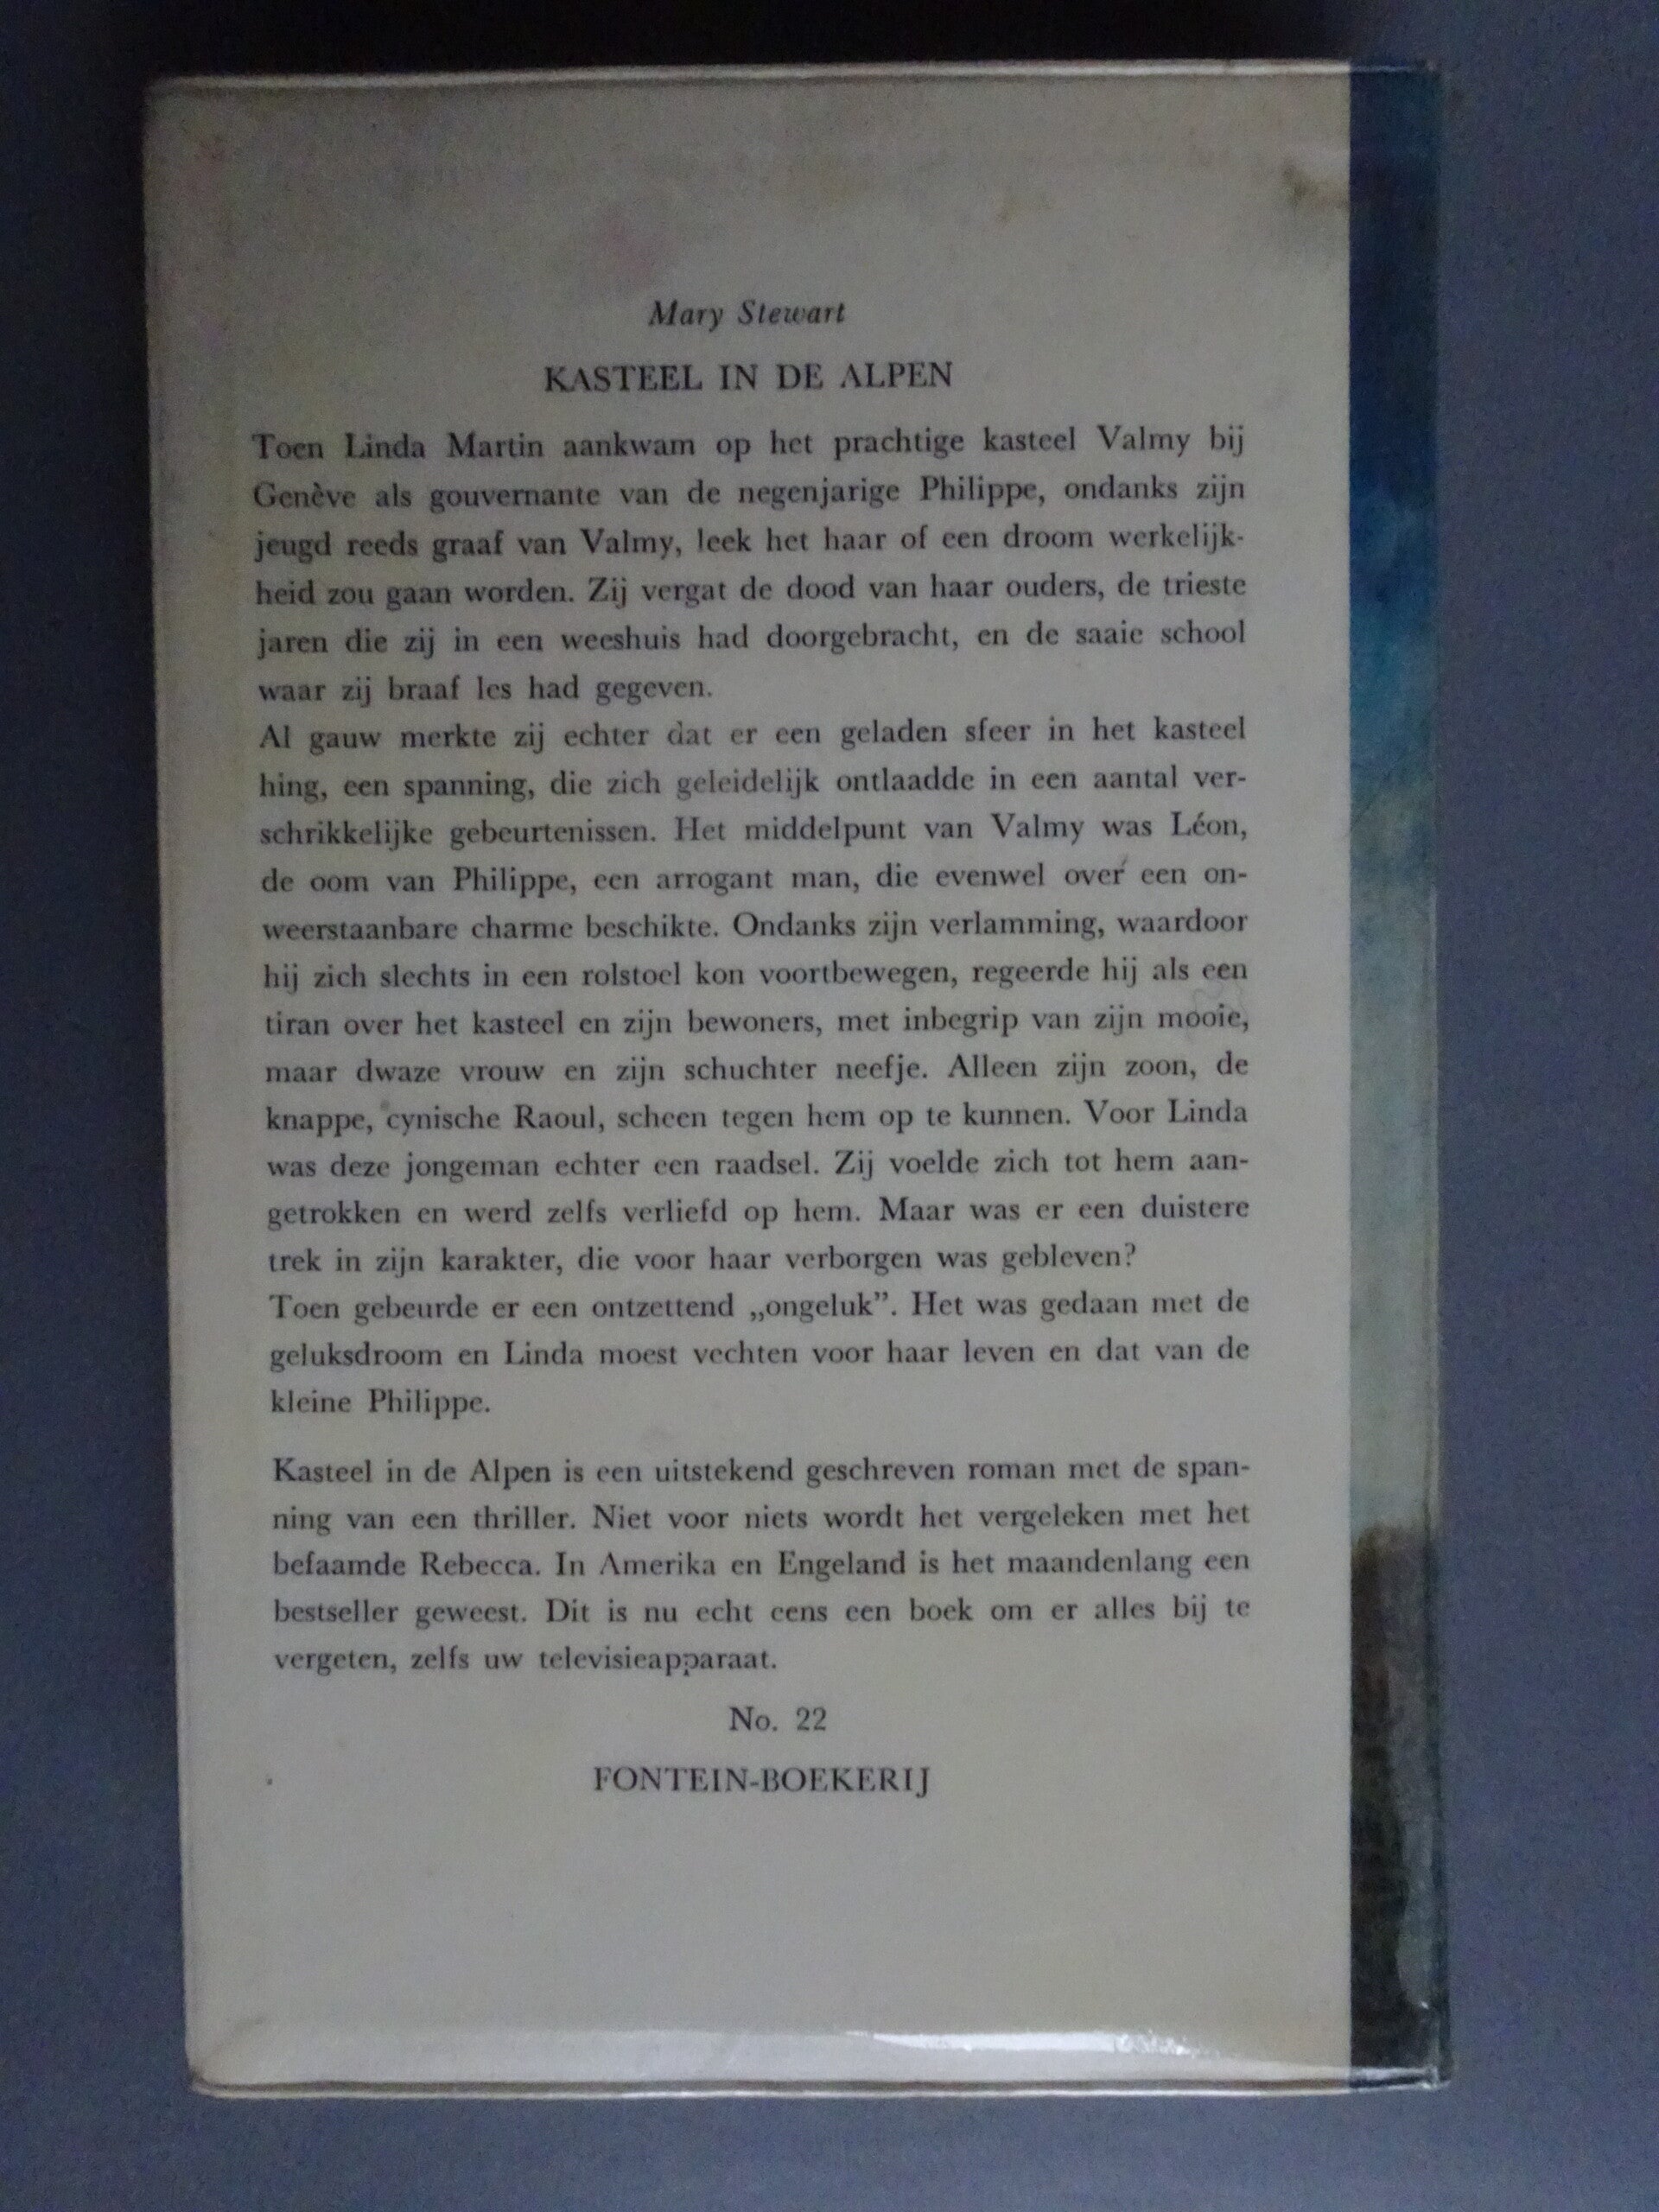 Mary Stewart
KASTEEL IN DE ALPEN
Toen Linda Martin aankwam op het prachtige kasteel Valmy bij
Genève als gouvernante van de negenjarige Philippe, ondanks zijn
jeugd reeds graaf van Valmy, leek het haar of een droom werkelijk-
heid zou gaan worden. Zij vergat de dood van haar ouders, de trieste
jaren die zij in een weeshuis had doorgebracht, en de saaie school
waar zij braaf les had gegeven.
Al gauw merkte zij echter dat er een geladen sfeer in het kasteel
hing, een spanning, die zich geleidelijk ontlaadde in een aantal ver-
schrikkelijke gebeurtenissen. Het middelpunt van Valmy was Léon,
de oom van Philippe, een arrogant man, die evenwel over een on-
weerstaanbare charme beschikte. Ondanks zijn verlamming, waardoor
hij zich slechts in een rolstoel kon voortbewegen, regeerde hij als een
tiran over het kasteel en zijn bewoners, met inbegrip van zijn mooie,
maar dwaze vrouw en zijn schuchter neefje. Alleen zijn zoon, de
knappe, cynische Raoul, scheen tegen hem op te kunnen. Voor Linda
was deze jongeman echter een raadsel. Zij voelde zich tot hem aan-
getrokken en werd zelfs verliefd op hem. Maar was er een duistere
trek in zijn karakter, die voor haar verborgen was gebleven?
Toen gebeurde er een ontzettend „ongeluk”. Het was gedaan met de
geluksdroom en Linda moest vechten voor haar leven en dat van de
kleine Philippe.
Kasteel in de Alpen is een uitstekend geschreven roman met de span-
ning van een thriller. Niet voor niets wordt het vergeleken met het
befaamde Rebecca. In Amerika en Engeland is het maandenlang een
bestseller geweest. Dit is nu echt eens een boek om er alles bij te
vergeten, zelfs uw televisieapparaat.
No. 22
FONTEIN-BOEKERIJ